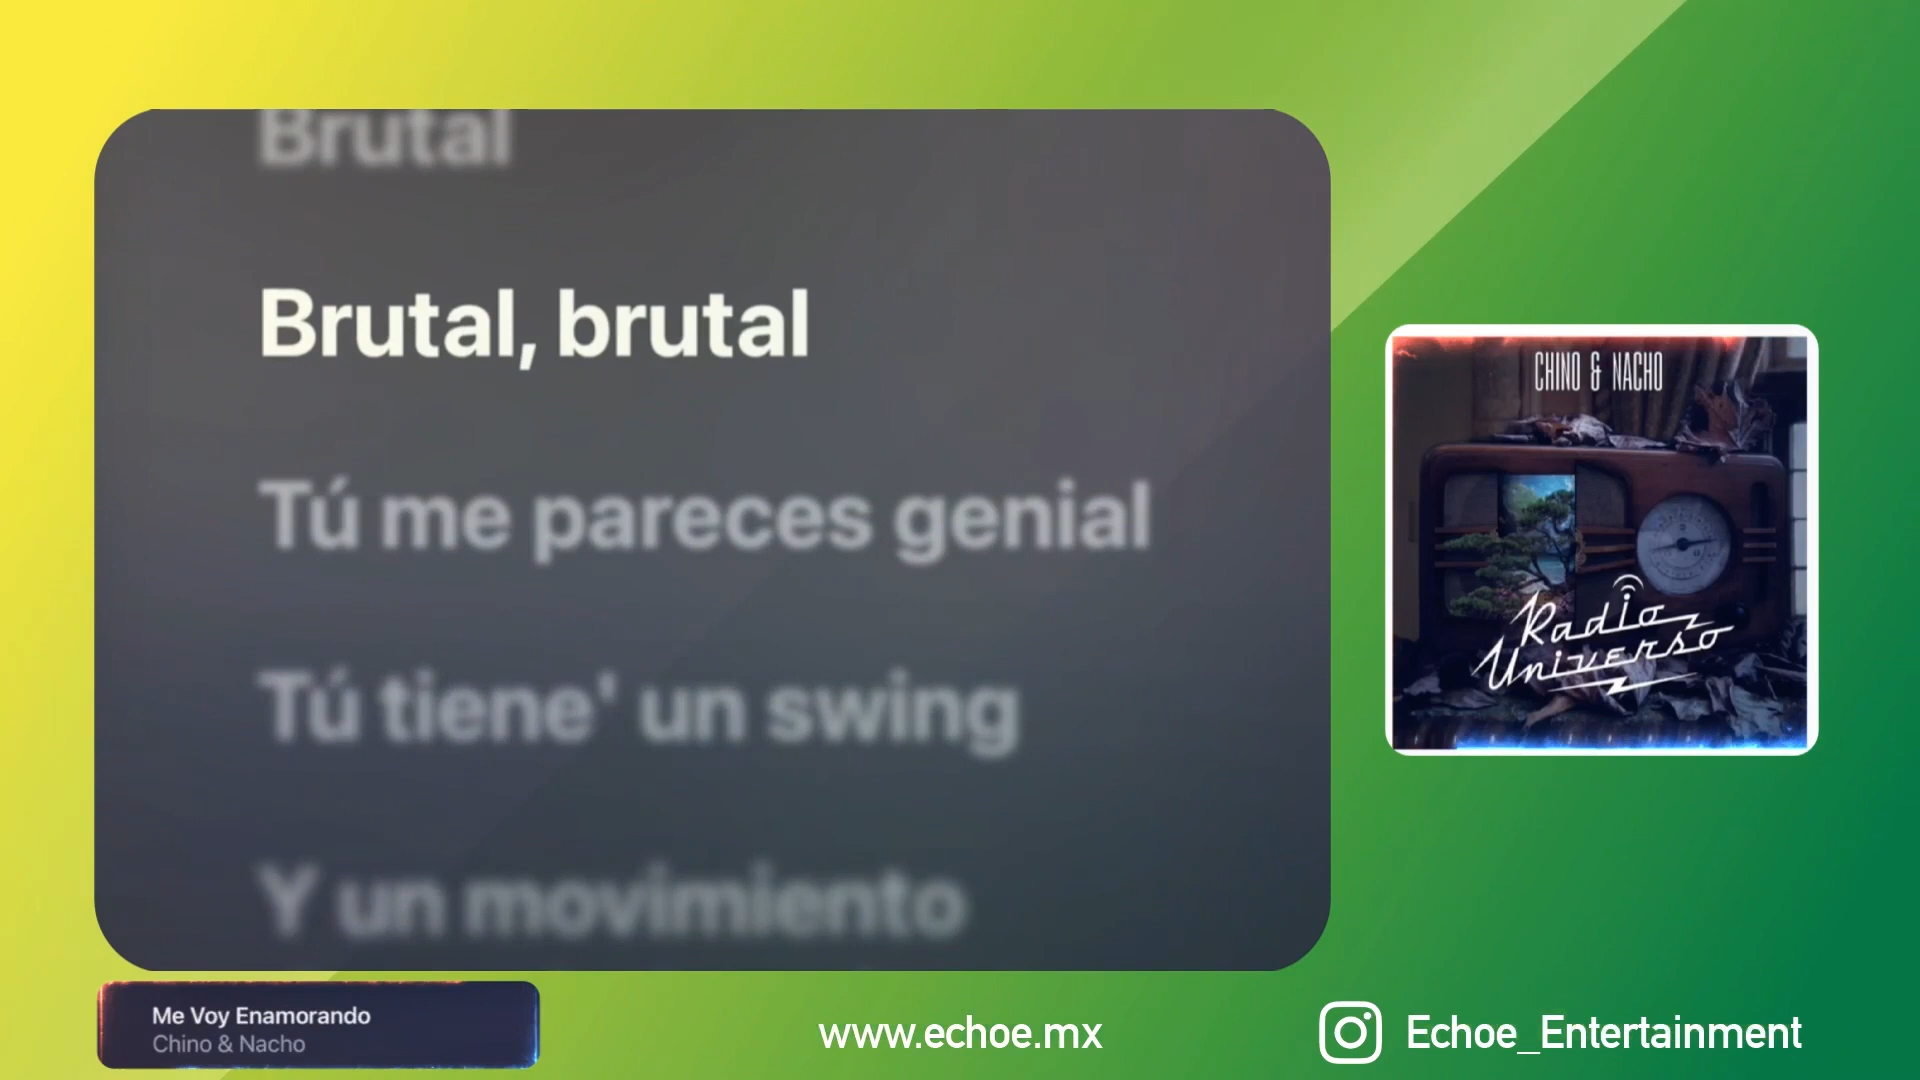 Brutal
Brutal, brutal
Tú me pareces genial
Tú tiene' un swing
Y un movimiento
CHINO & NACHO
Radio
Universo
Me Voy Enamorando
Chino & Nacho
www.echoe.mx
Echoe_Entertainment